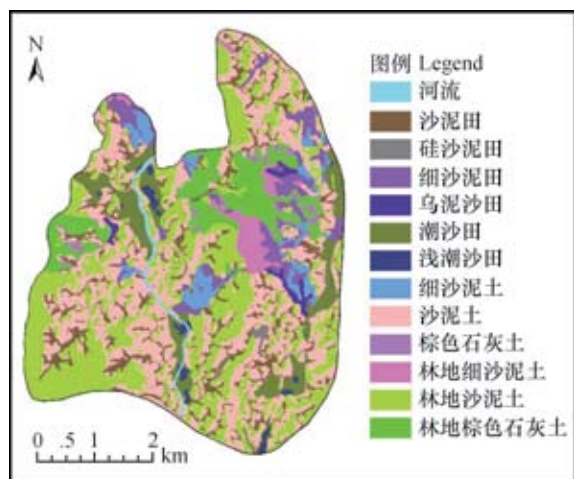 N
图例 Legend
河流
沙泥田
硅沙泥田
细沙泥田
乌泥沙田
潮沙田
浅潮沙田
细沙泥土
沙泥土
棕色石灰土
林地细沙泥土
林地沙泥土
林地棕色石灰土
0 .5 1 2
km